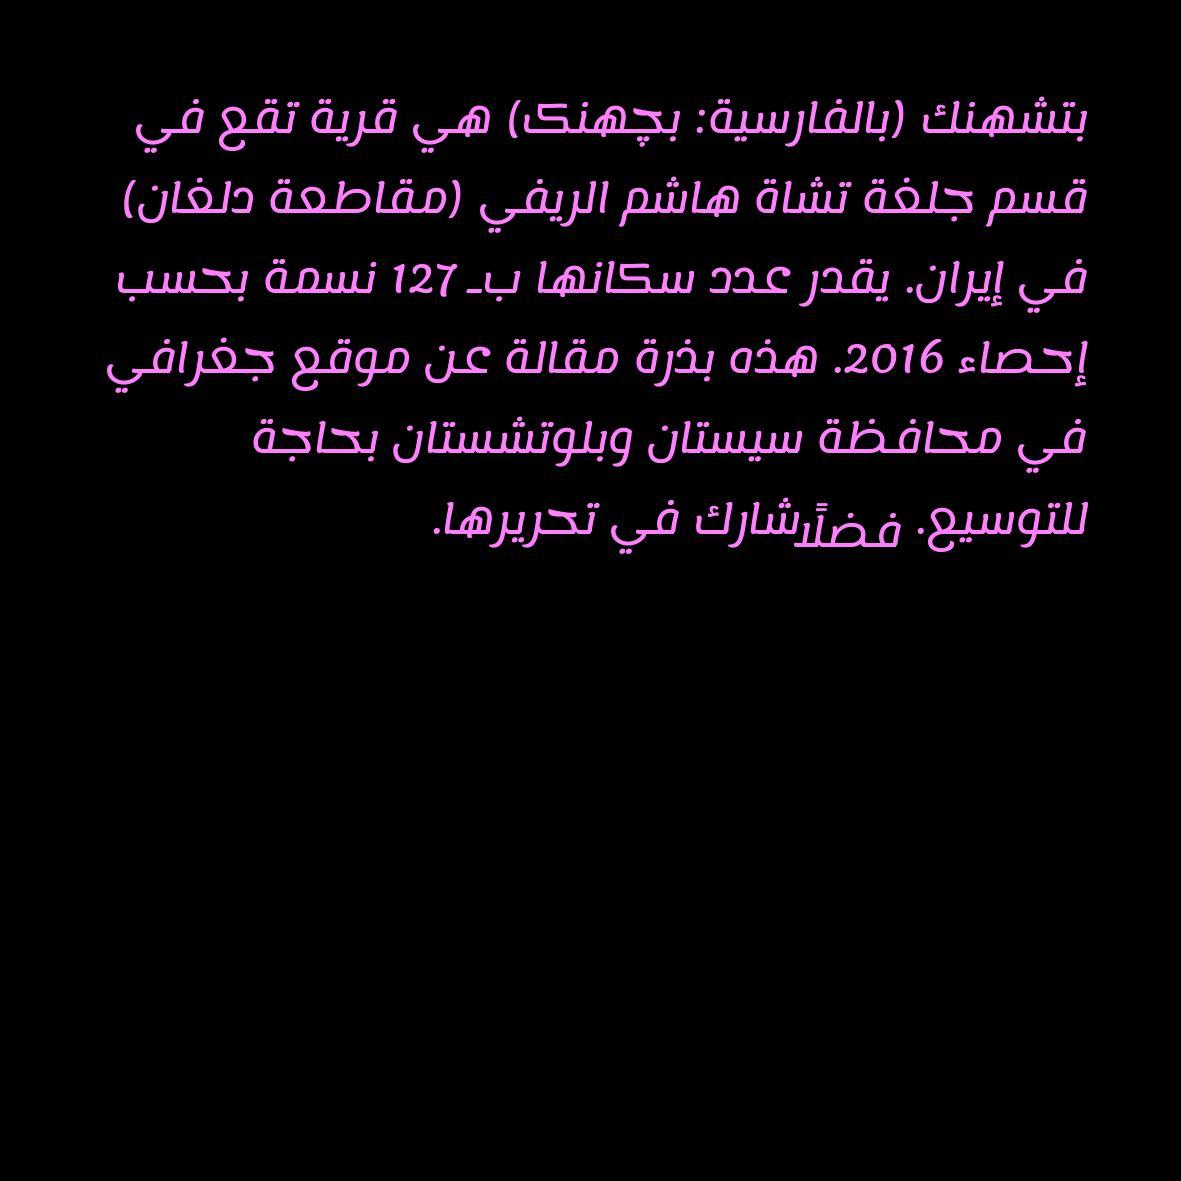 بتشهنك (بالفارسية: بچهنک) هي قرية تقع في
قسم جلغة تشاة هاشم الريفي (مقاطعة دلغان)
في إيران. يقدر عدد سكانها بـ 127 نسمة بحسب
إحصاء 2016. هذه بذرة مقالة عن موقع جغرافي
في محافظة سيستان وبلوتشستان بحاجة
للتوسيع. فضلًا شارك في تحريرها.